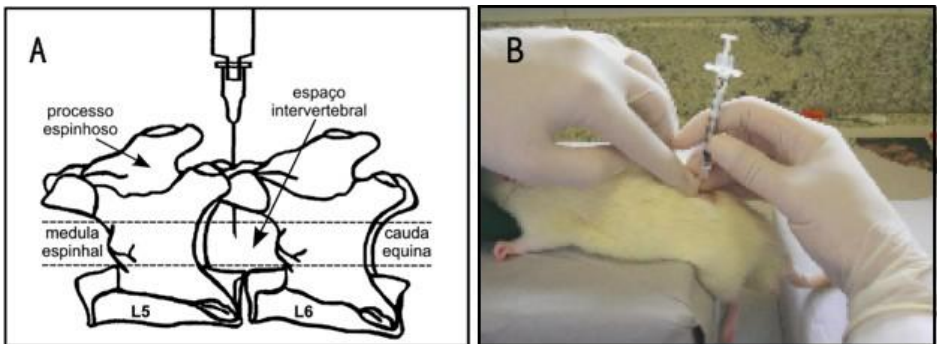 A
processo
espinhoso
espaço
intervertebral
medula
espinhal
cauda
equina
L5
L6
B